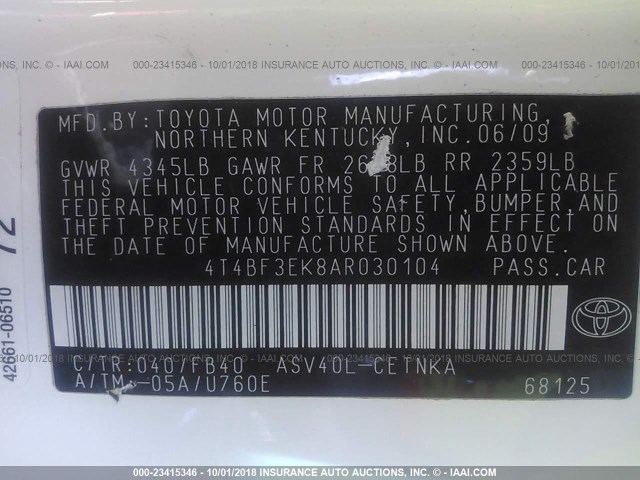 000-23415346 - 10/01/2018 INSURANCE AUTO AUCTIONS, INC. - © - IAAI.COM
MFD.BY: TOYOTA MOTOR MANUFACTURING,
NORTHERN KENTUCKY, INC. 06/09
GVWR 4345LB GAWR FR LB RR 2359LB
THIS VEHICLE CONFORMS TO ALL APPLICABLE
FEDERAL MOTOR VEHICLE SAFETY, BUMPER, AND
THEFT PREVENTION STANDARDS IN EFFECT ON
THE DATE OF MANUFACTURE SHOWN ABOVE.
4T4BF3EK8AR030104 PASS.CAR
C/TR:040/FB40 ASV40L-CETNKA
A/TM:-05A/U760E 68125
42661-06510 72
000-23415346 - 10/01/2018 INSURANCE AUTO AUCTIONS, INC. - © - IAAI.COM